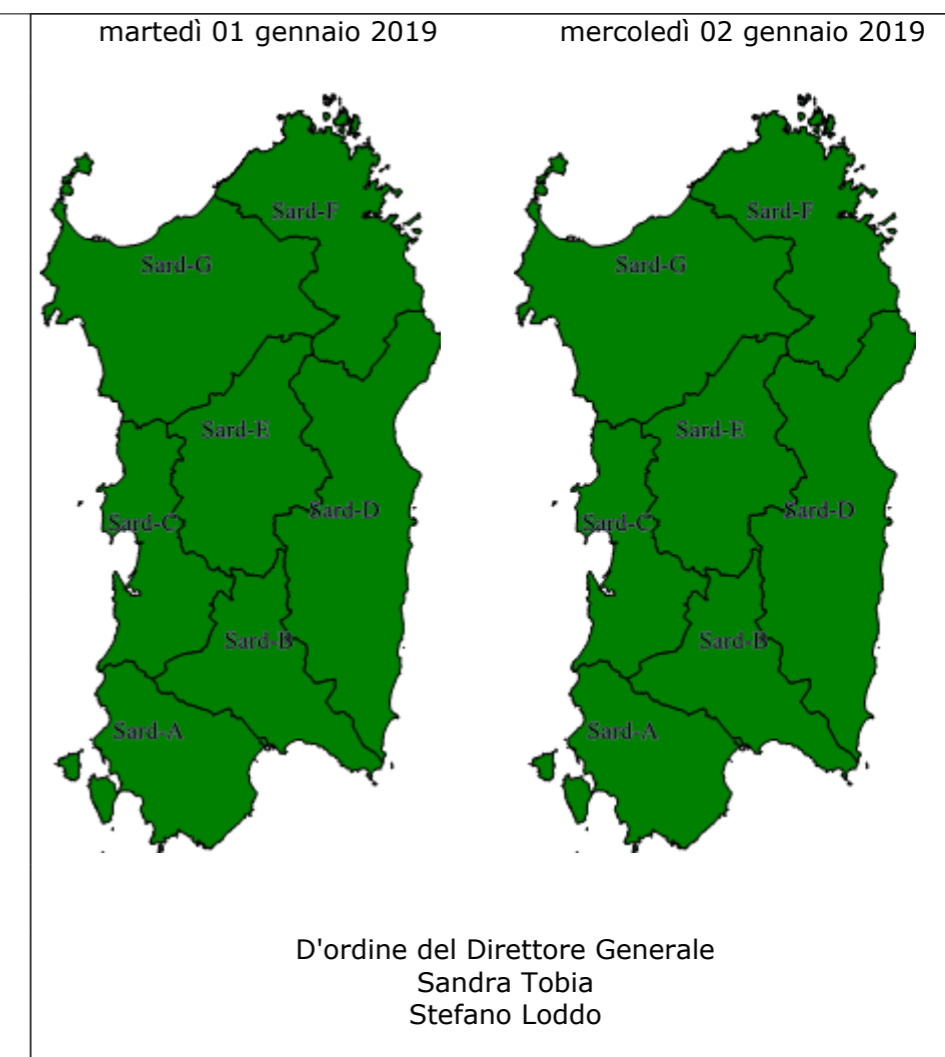 martedì 01 gennaio 2019
mercoledì 02 gennaio 2019
Sard-F
Sard-G
Sard-E
Sard-D
Sard-C
Sard-B
Sard-A
Sard-F
Sard-G
Sard-E
Sard-D
Sard-C
Sard-B
Sard-A
D'ordine del Direttore Generale
Sandra Tobia
Stefano Loddo